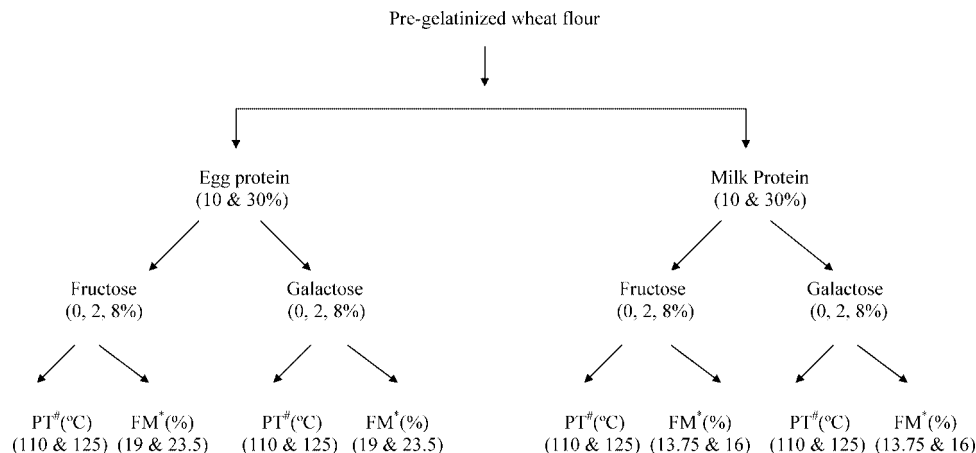 Pre-gelatinized wheat flour
Egg protein
(10 & 30%)
Milk Protein
(10 & 30%)
Fructose
(0, 2, 8%)
Galactose
(0, 2, 8%)
Fructose
(0, 2, 8%)
Galactose
(0, 2, 8%)
PT#(ºC)
(110 & 125)
FM*(%)
(19 & 23.5)
PT#(ºC)
(110 & 125)
FM*(%)
(19 & 23.5)
PT#(ºC)
(110 & 125)
FM*(%)
(13.75 & 16)
PT#(ºC)
(110 & 125)
FM*(%)
(13.75 & 16)